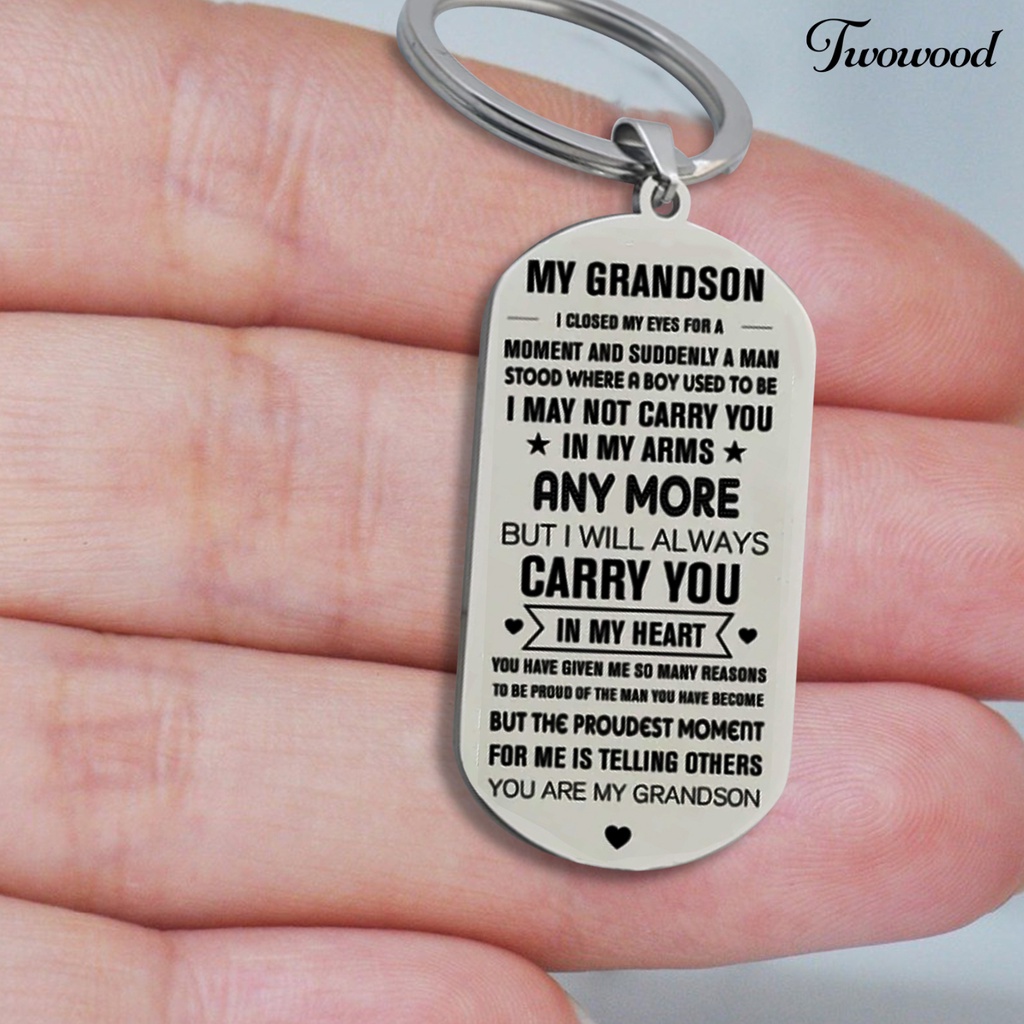 Twowood
MY GRANDSON
I CLOSED MY EYES FOR A
MOMENT AND SUDDENLY A MAN
STOOD WHERE A BOY USED TO BE
I MAY NOT CARRY YOU
IN MY ARMS
ANY MORE
BUT I WILL ALWAYS
CARRY YOU
IN MY HEART
YOU HAVE GIVEN ME SO MANY REASONS
TO BE PROUD OF THE MAN YOU HAVE BECOME
BUT THE PROUDEST MOMENT
FOR ME IS TELLING OTHERS
YOU ARE MY GRANDSON